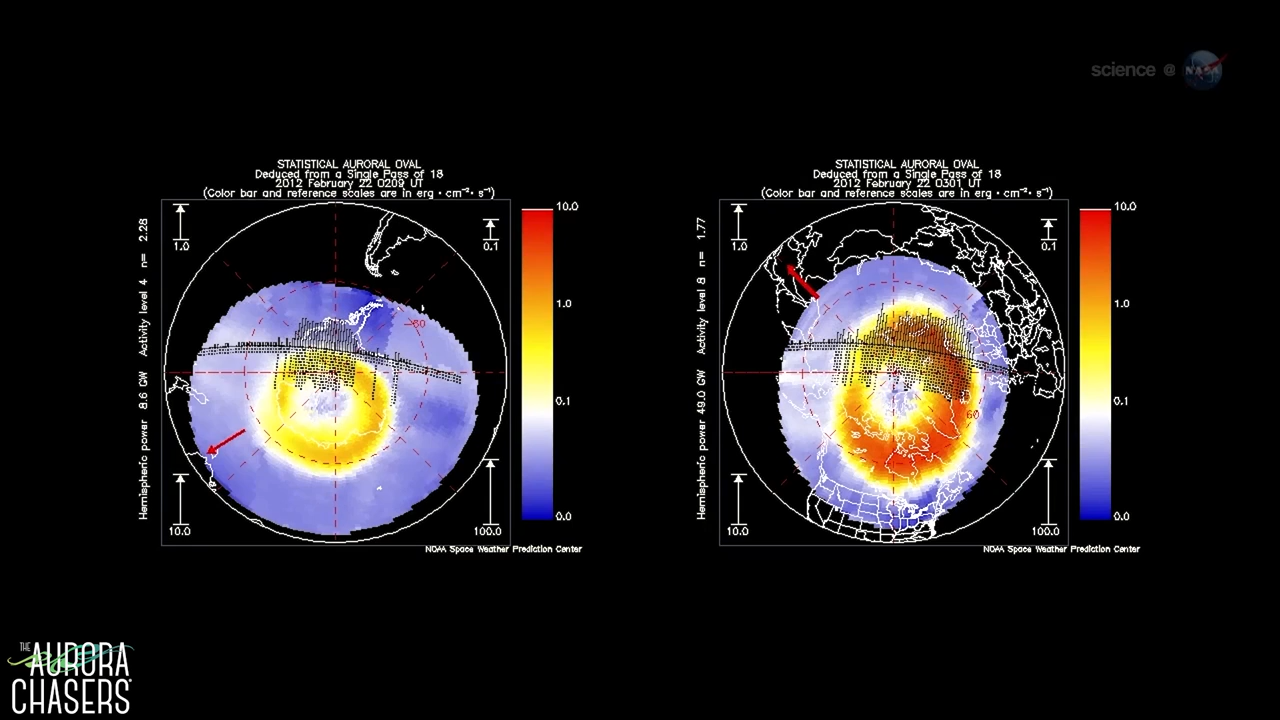 science @ NASA
STATISTICAL AURORAL OVAL
Deduced from a Single Pass of 18
2012 February 22 0209 UT
(Color bar and reference scales are in erg · cm⁻² · s⁻¹)
1.0
0.1
10.0
1.0
0.1
0.0
-60
10.0
100.0
Hemispheric power 8.6 GW Activity level 4 n= 2.28
NOAA Space Weather Prediction Center
STATISTICAL AURORAL OVAL
Deduced from a Single Pass of 18
2012 February 22 0301 UT
(Color bar and reference scales are in erg · cm⁻² · s⁻¹)
1.0
0.1
10.0
1.0
0.1
0.0
60
10.0
100.0
Hemispheric power 49.0 GW Activity level 8 n= 1.77
NOAA Space Weather Prediction Center
THE
AURORA
CHASERS